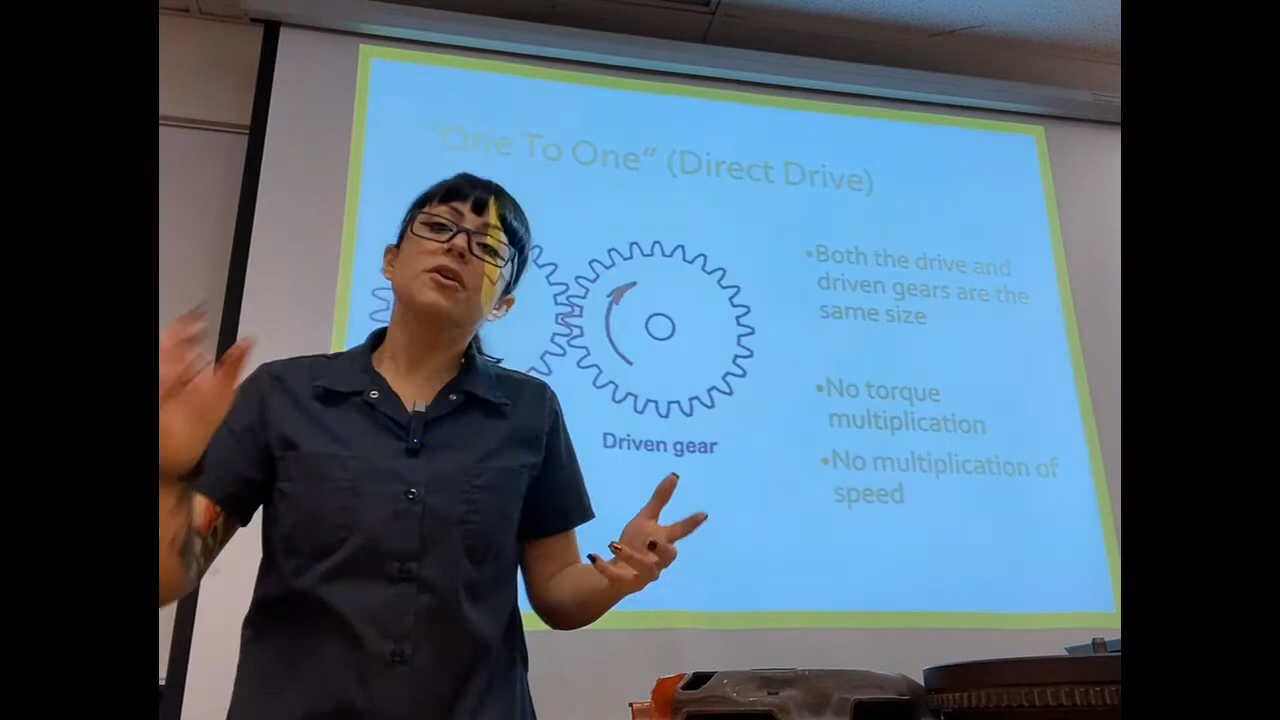 "One To One" (Direct Drive)
•Both the drive and
driven gears are the
same size
•No torque
multiplication
•No multiplication of
speed
Driven gear